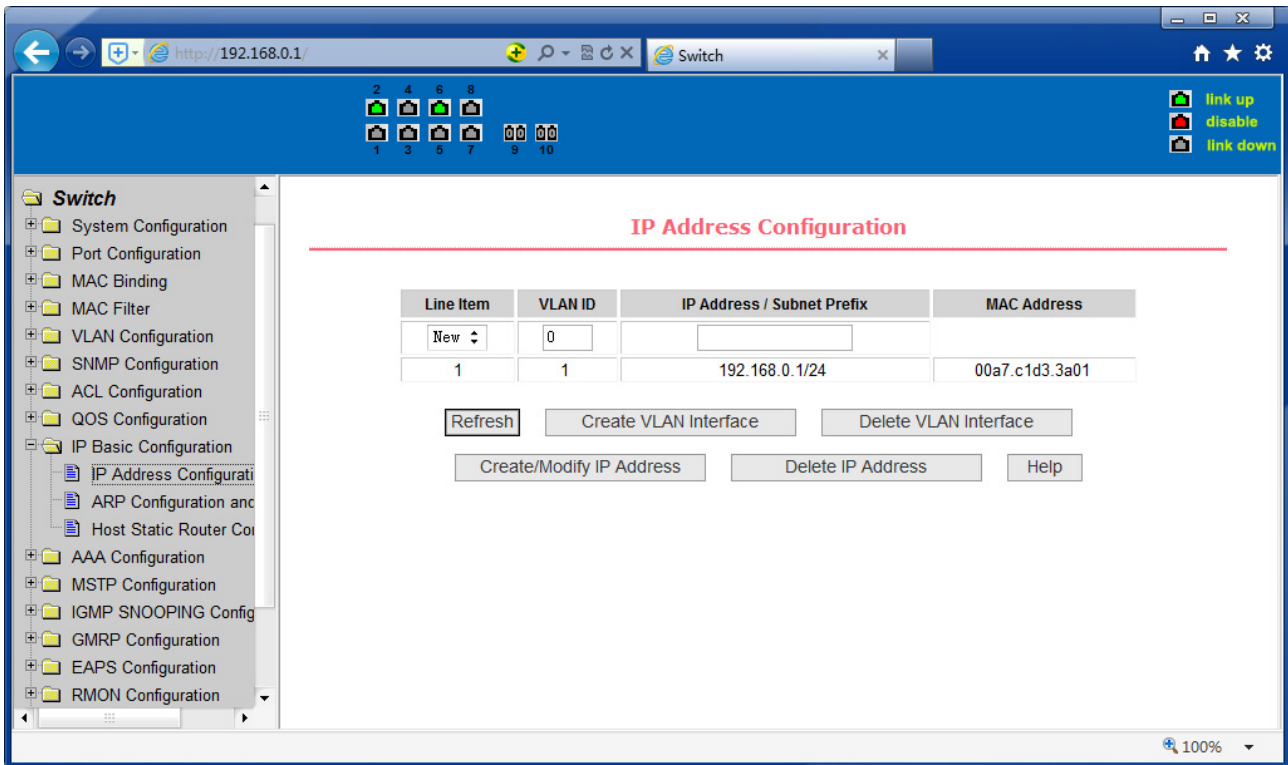 http://192.168.0.1/
Switch
2 4 6 8
1 3 5 7 9 10
link up
disable
link down
Switch
System Configuration
Port Configuration
MAC Binding
MAC Filter
VLAN Configuration
SNMP Configuration
ACL Configuration
QOS Configuration
IP Basic Configuration
IP Address Configurati
ARP Configuration and
Host Static Router Co
AAA Configuration
MSTP Configuration
IGMP SNOOPING Config
GMRP Configuration
EAPS Configuration
RMON Configuration
IP Address Configuration
Line Item VLAN ID IP Address / Subnet Prefix MAC Address
New 0
1 1 192.168.0.1/24 00a7.c1d3.3a01
Refresh Create VLAN Interface Delete VLAN Interface
Create/Modify IP Address Delete IP Address Help
100%